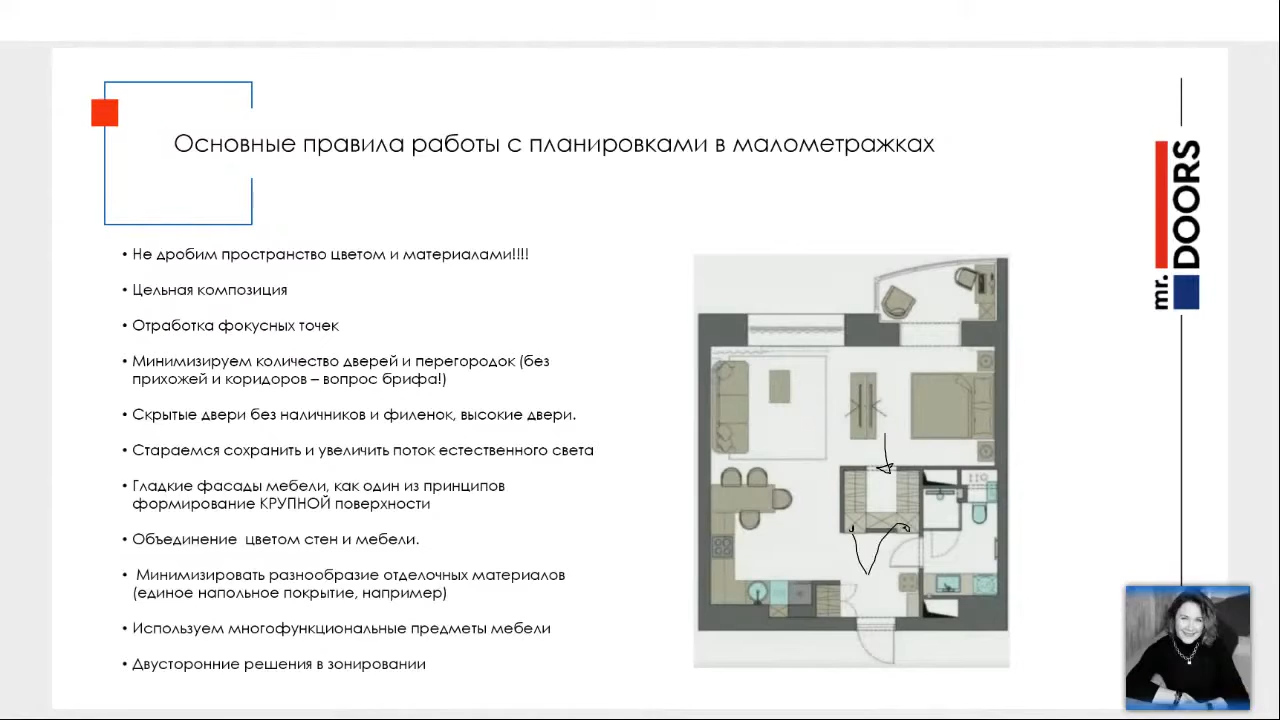 Основные правила работы с планировками в малометражках
• Не дробим пространство цветом и материалами!!!!
• Цельная композиция
• Отработка фокусных точек
• Минимизируем количество дверей и перегородок (без
прихожей и коридоров – вопрос брифа!)
• Скрытые двери без наличников и филенок, высокие двери.
• Стараемся сохранить и увеличить поток естественного света
• Гладкие фасады мебели, как один из принципов
формирование КРУПНОЙ поверхности
• Объединение цветом стен и мебели.
• Минимизировать разнообразие отделочных материалов
(единое напольное покрытие, например)
• Используем многофункциональные предметы мебели
• Двусторонние решения в зонировании
mr. DOORS